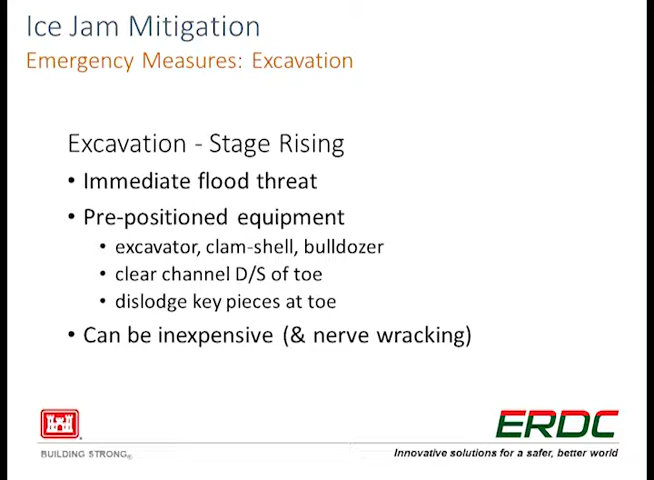 Ice Jam Mitigation
Emergency Measures: Excavation
Excavation - Stage Rising
• Immediate flood threat
• Pre-positioned equipment
• excavator, clam-shell, bulldozer
• clear channel D/S of toe
• dislodge key pieces at toe
• Can be inexpensive (& nerve wracking)
ERDC
BUILDING STRONG®
Innovative solutions for a safer, better world